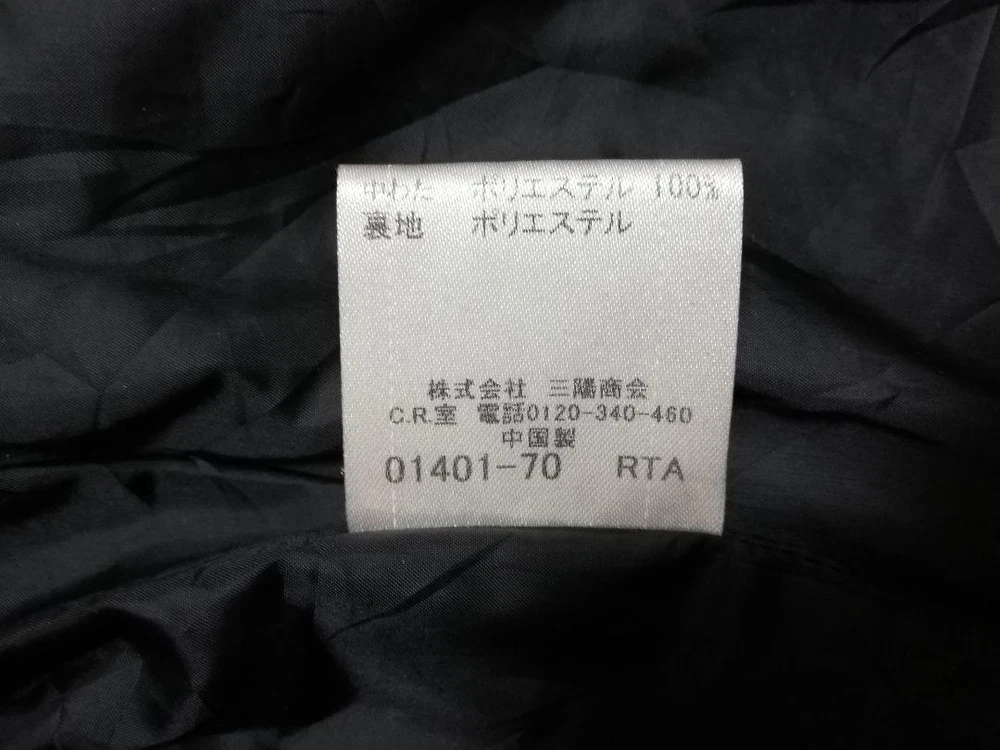 中わた ポリエステル 100%
裏地 ポリエステル
株式会社 三陽商会
C.R.室 電話0120-340-460
中国製
01401-70 RTA